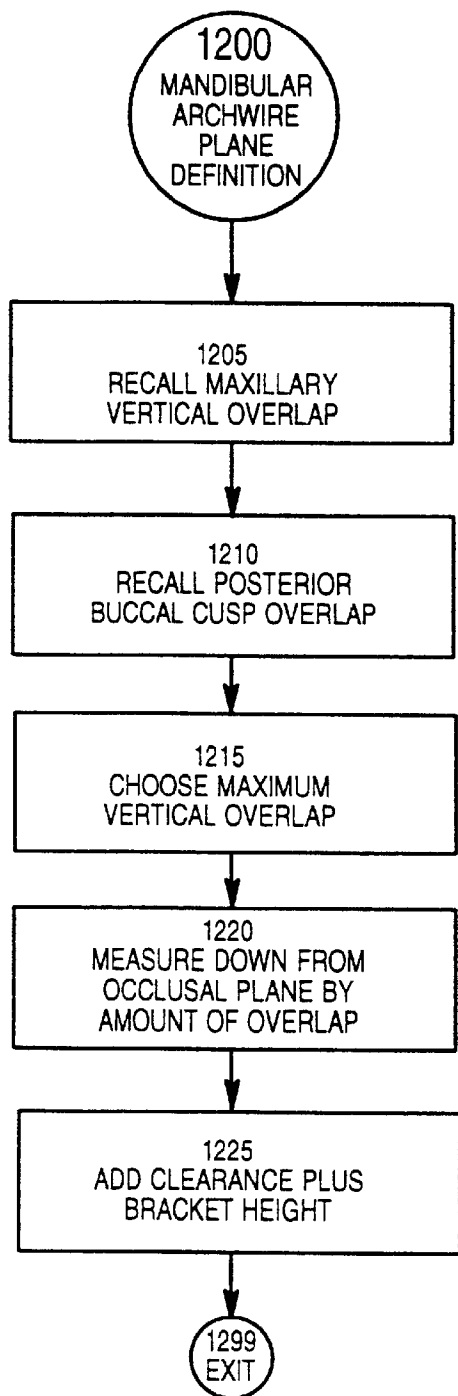 1200
MANDIBULAR
ARCHWIRE
PLANE
DEFINITION
1205
RECALL MAXILLARY
VERTICAL OVERLAP
1210
RECALL POSTERIOR
BUCCAL CUSP OVERLAP
1215
CHOOSE MAXIMUM
VERTICAL OVERLAP
1220
MEASURE DOWN FROM
OCCLUSAL PLANE BY
AMOUNT OF OVERLAP
1225
ADD CLEARANCE PLUS
BRACKET HEIGHT
1299
EXIT